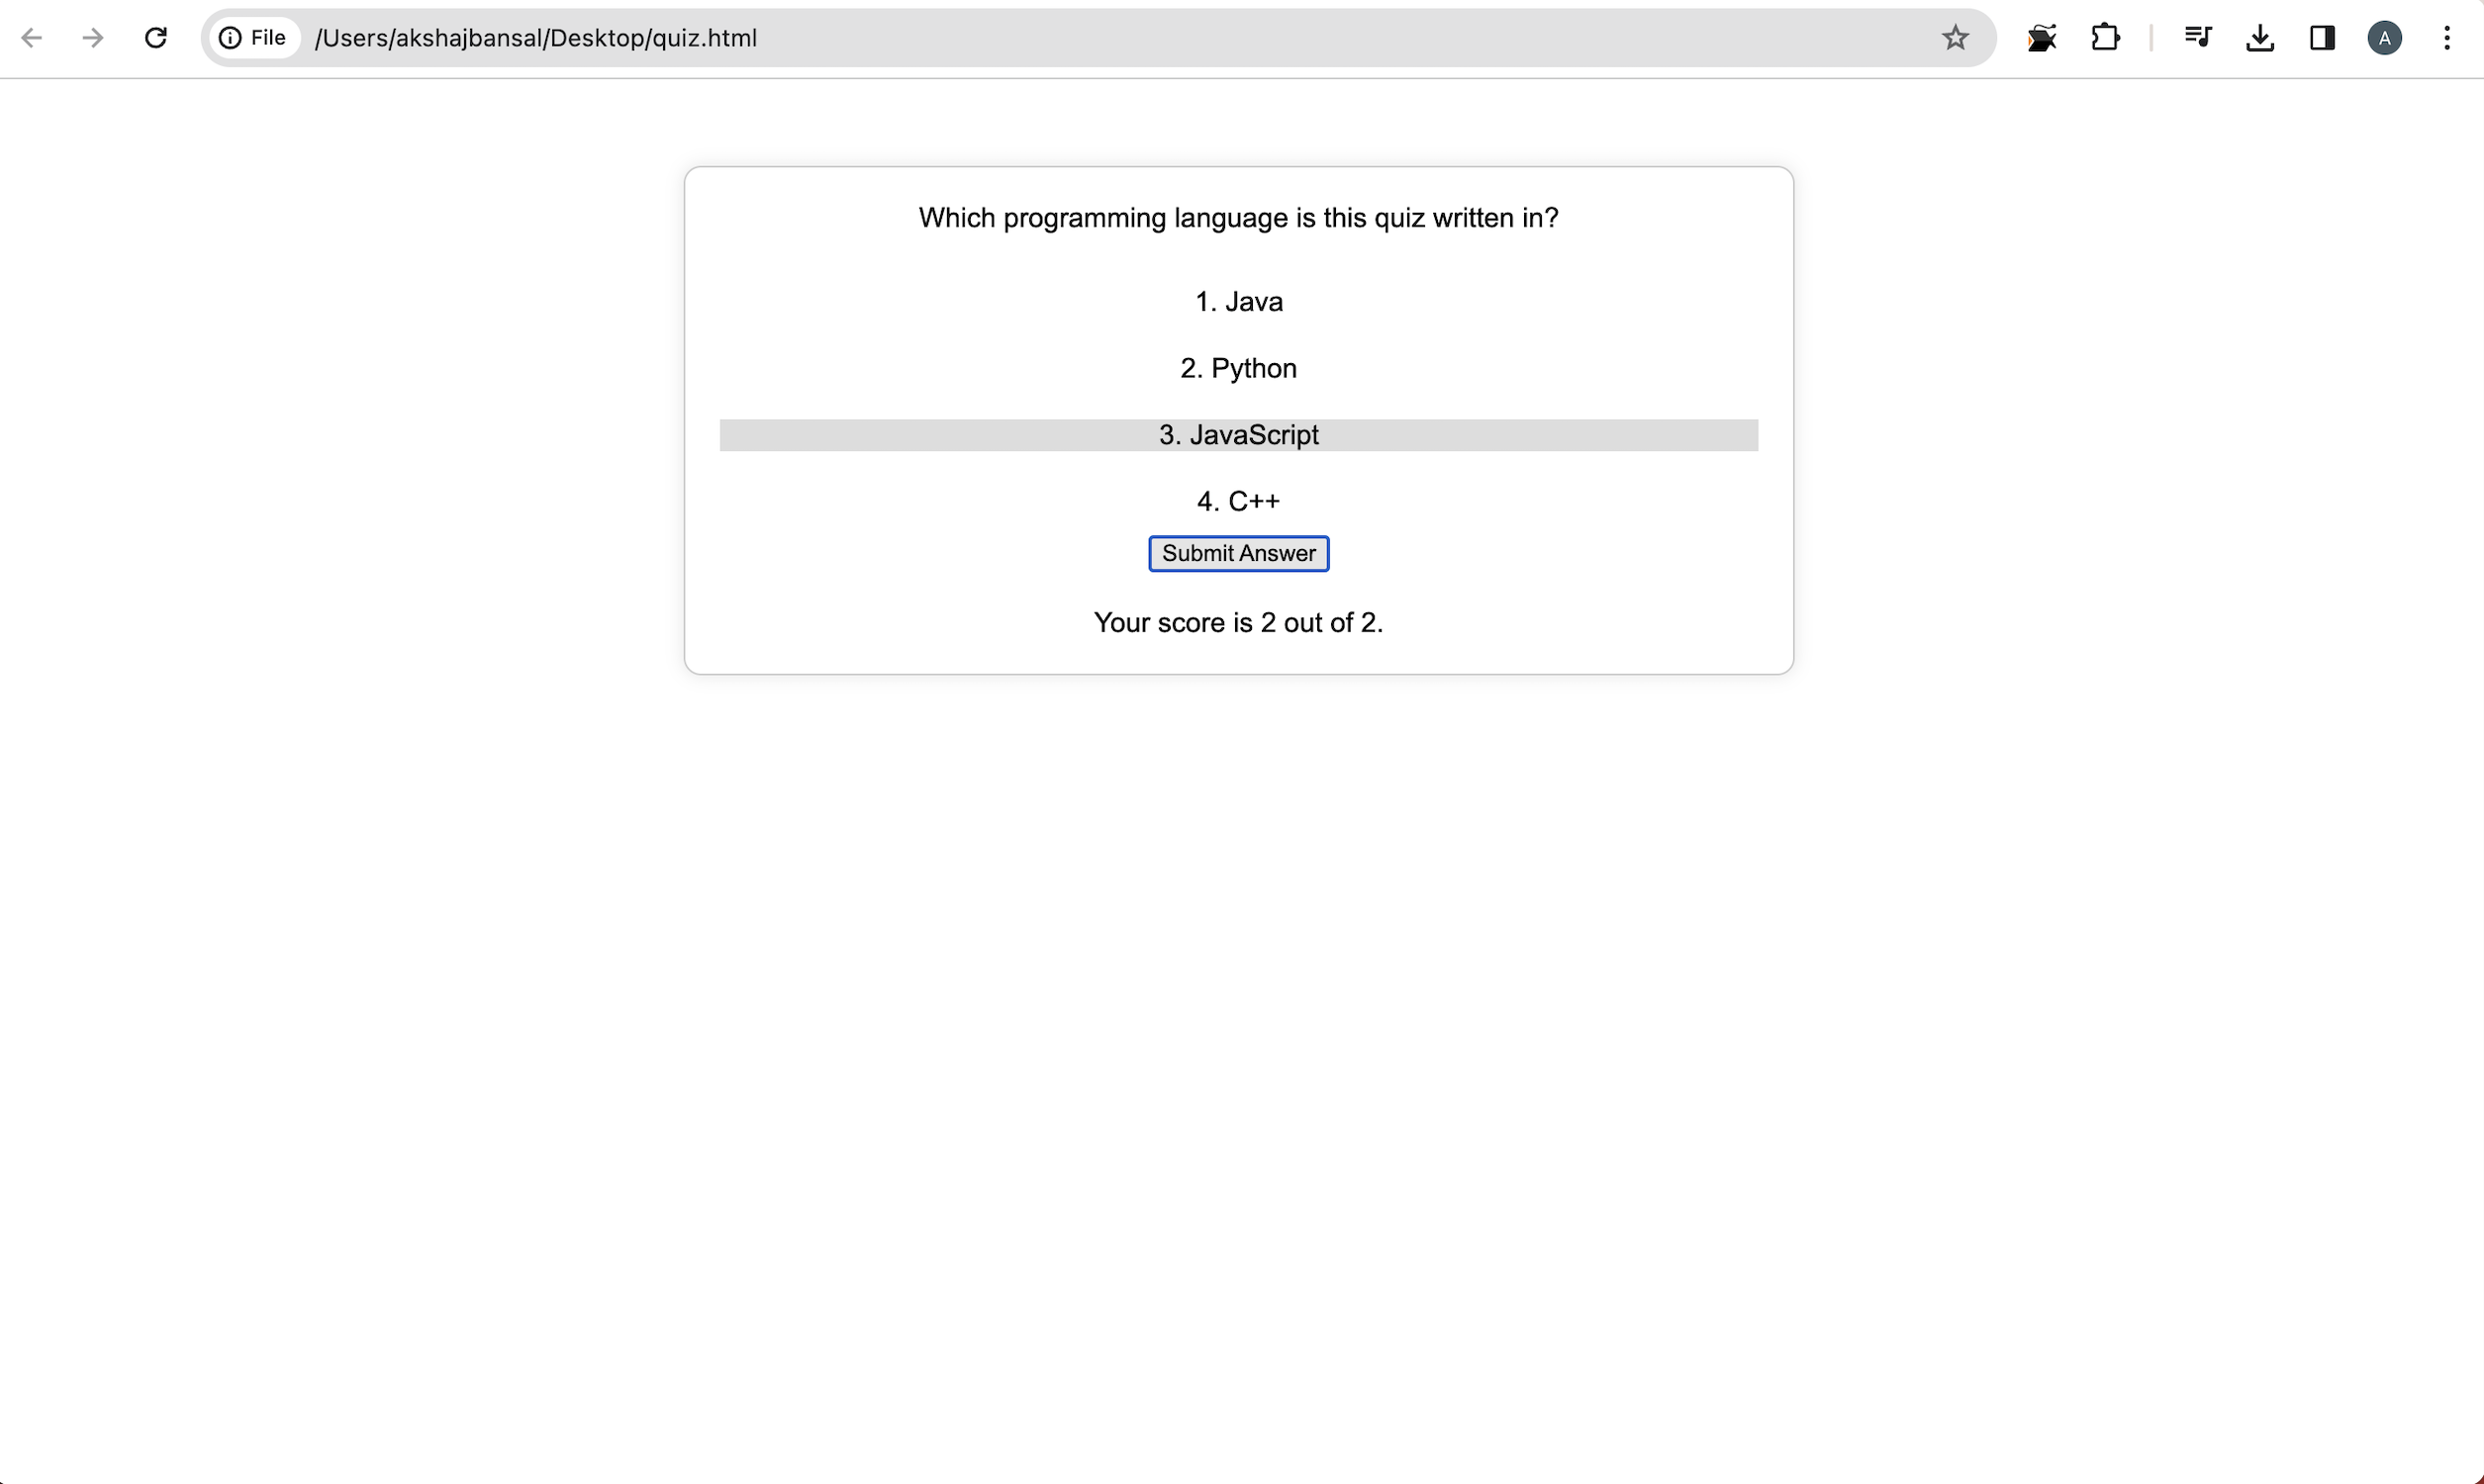 File /Users/akshajbansal/Desktop/quiz.html
A
Which programming language is this quiz written in?
1. Java
2. Python
3. JavaScript
4. C++
Submit Answer
Your score is 2 out of 2.